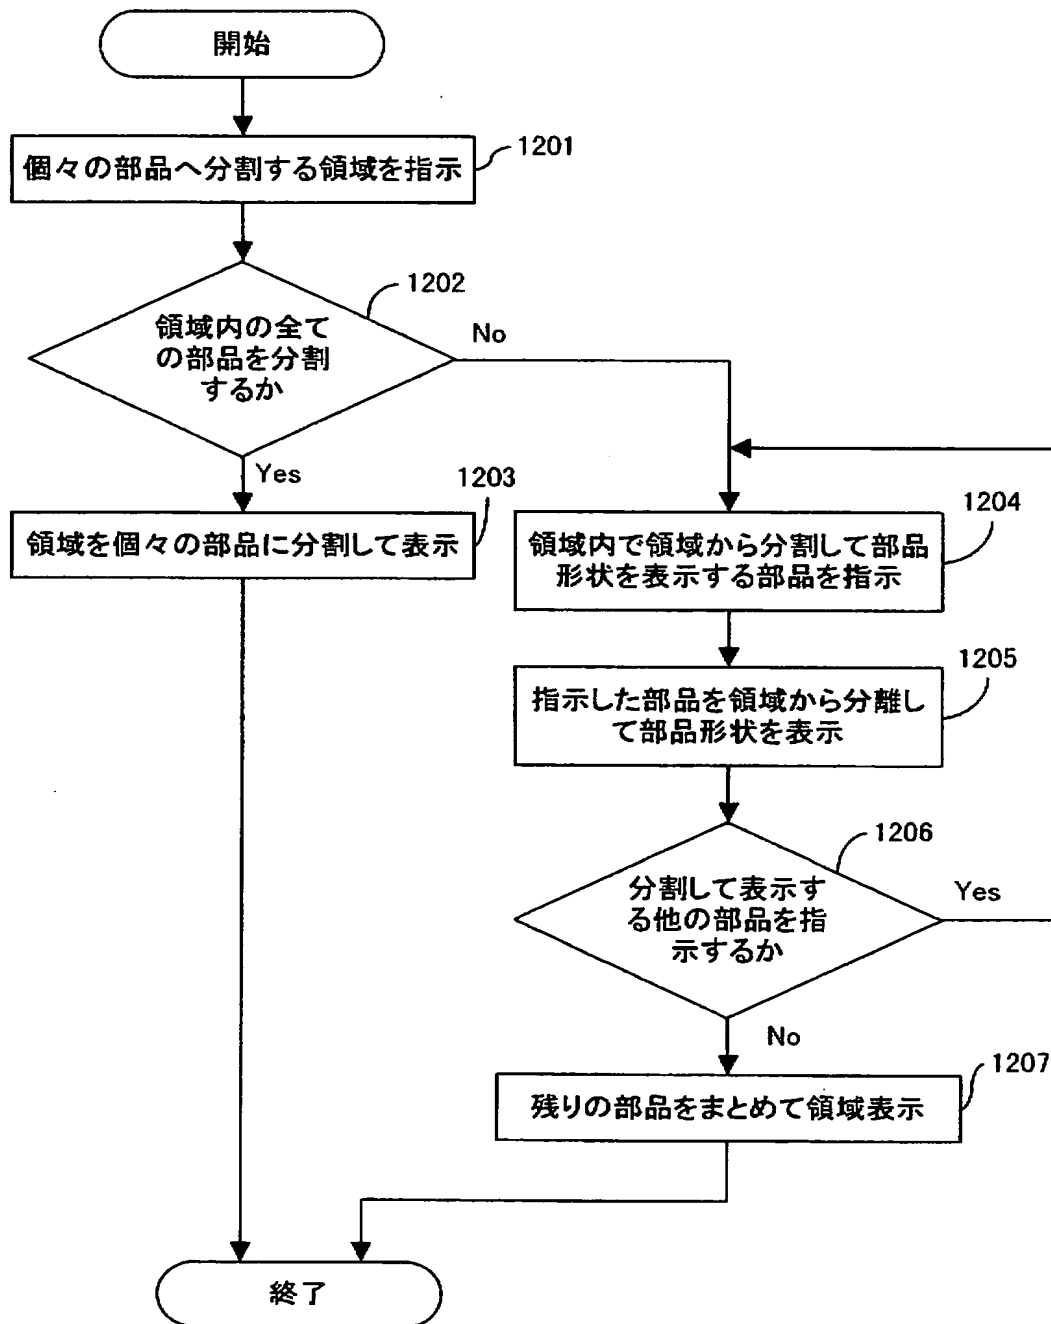 開始
個々の部品へ分割する領域を指示
1201
領域内の全て
の部品を分割
するか
1202
No
Yes
領域を個々の部品に分割して表示
1203
領域内で領域から分割して部品
形状を表示する部品を指示
1204
指示した部品を領域から分離し
て部品形状を表示
1205
分割して表示す
る他の部品を指
示するか
1206
Yes
No
残りの部品をまとめて領域表示
1207
終了